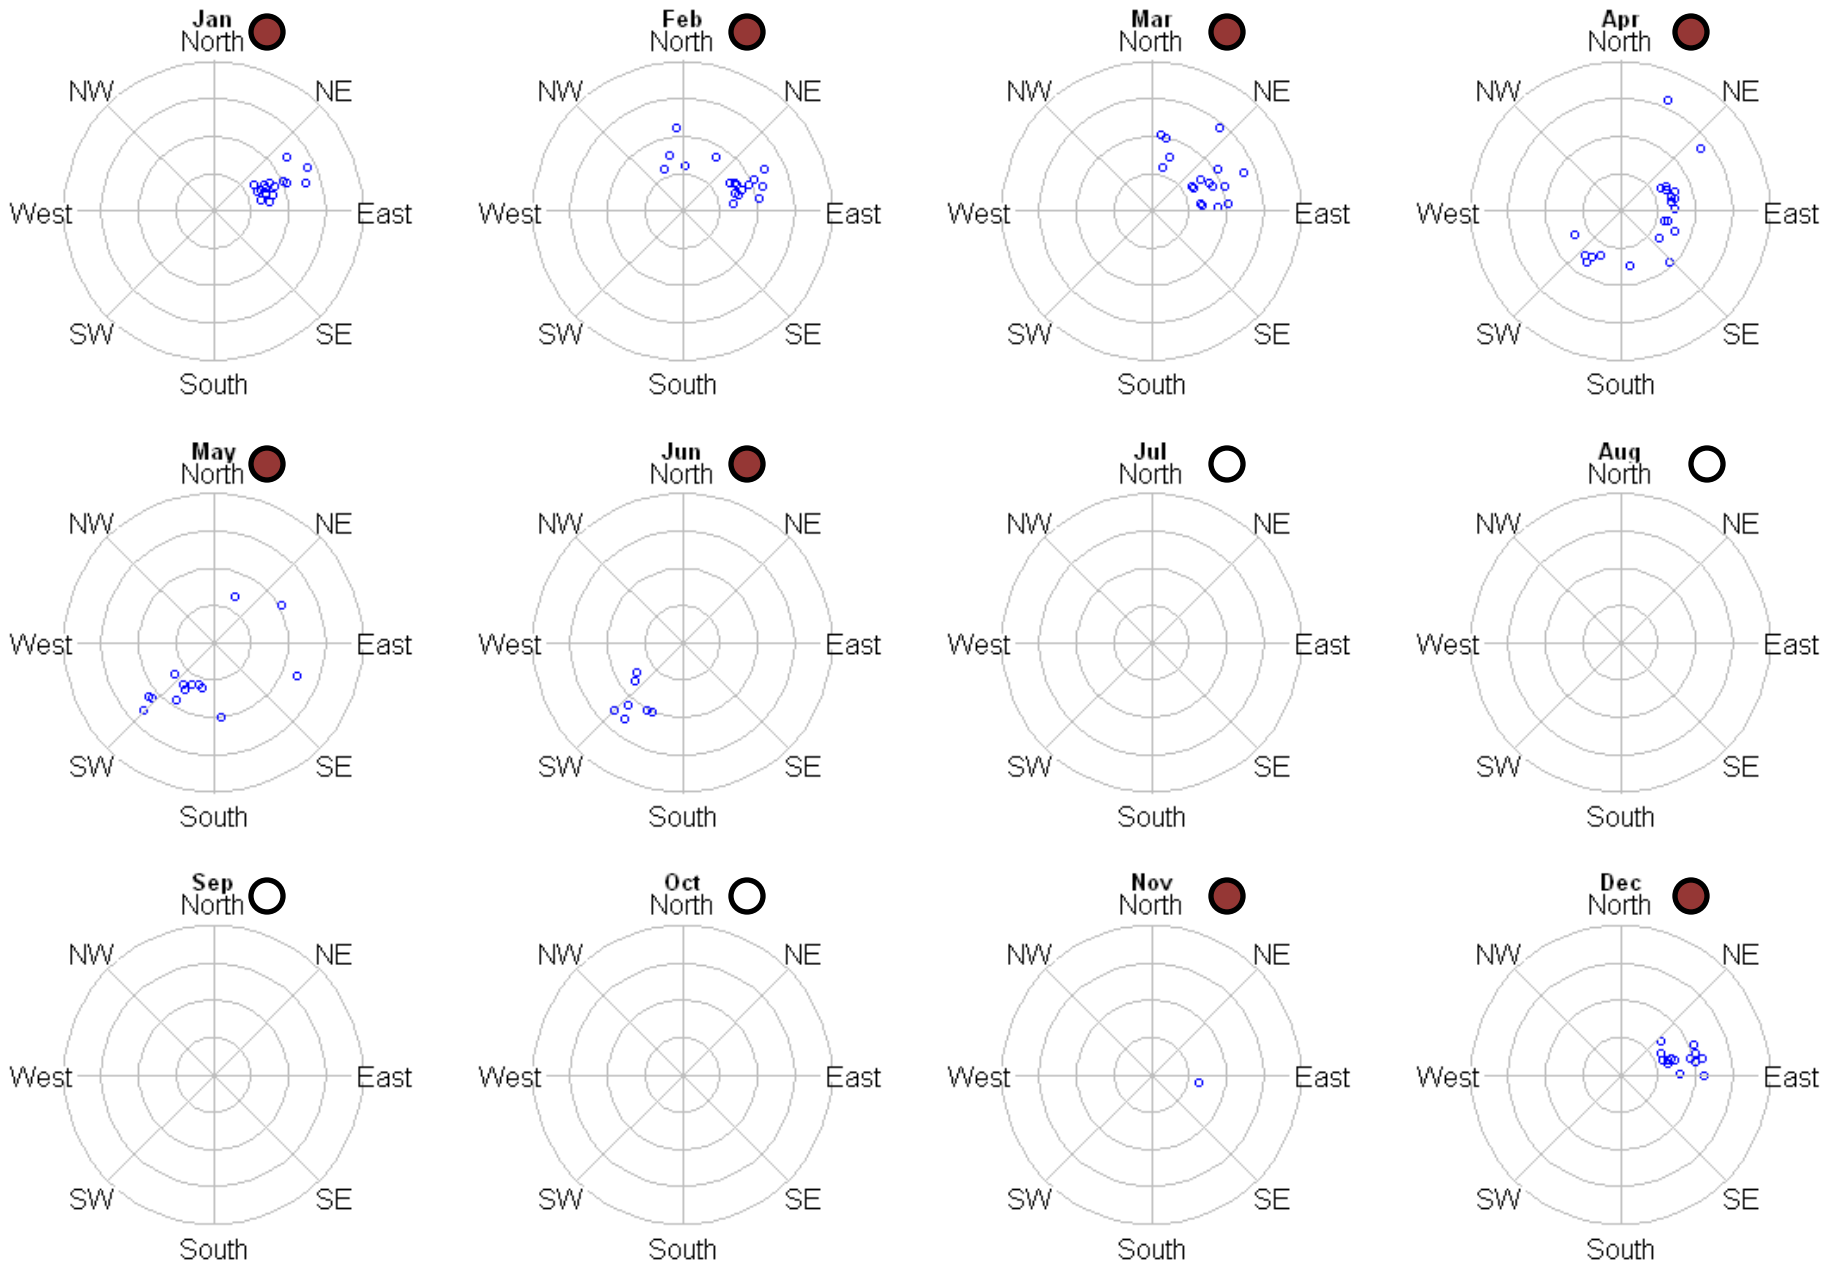 Jan Feb Mar Apr
North North North North
NW NE NW NE NW NE NW NE
West East West East West East West East
SW SE SW SE SW SE SW SE
South South South South
May Jun Jul Aug
North North North North
NW NE NW NE NW NE NW NE
West East West East West East West East
SW SE SW SE SW SE SW SE
South South South South
Sep Oct Nov Dec
North North North North
NW NE NW NE NW NE NW NE
West East West East West East West East
SW SE SW SE SW SE SW SE
South South South South